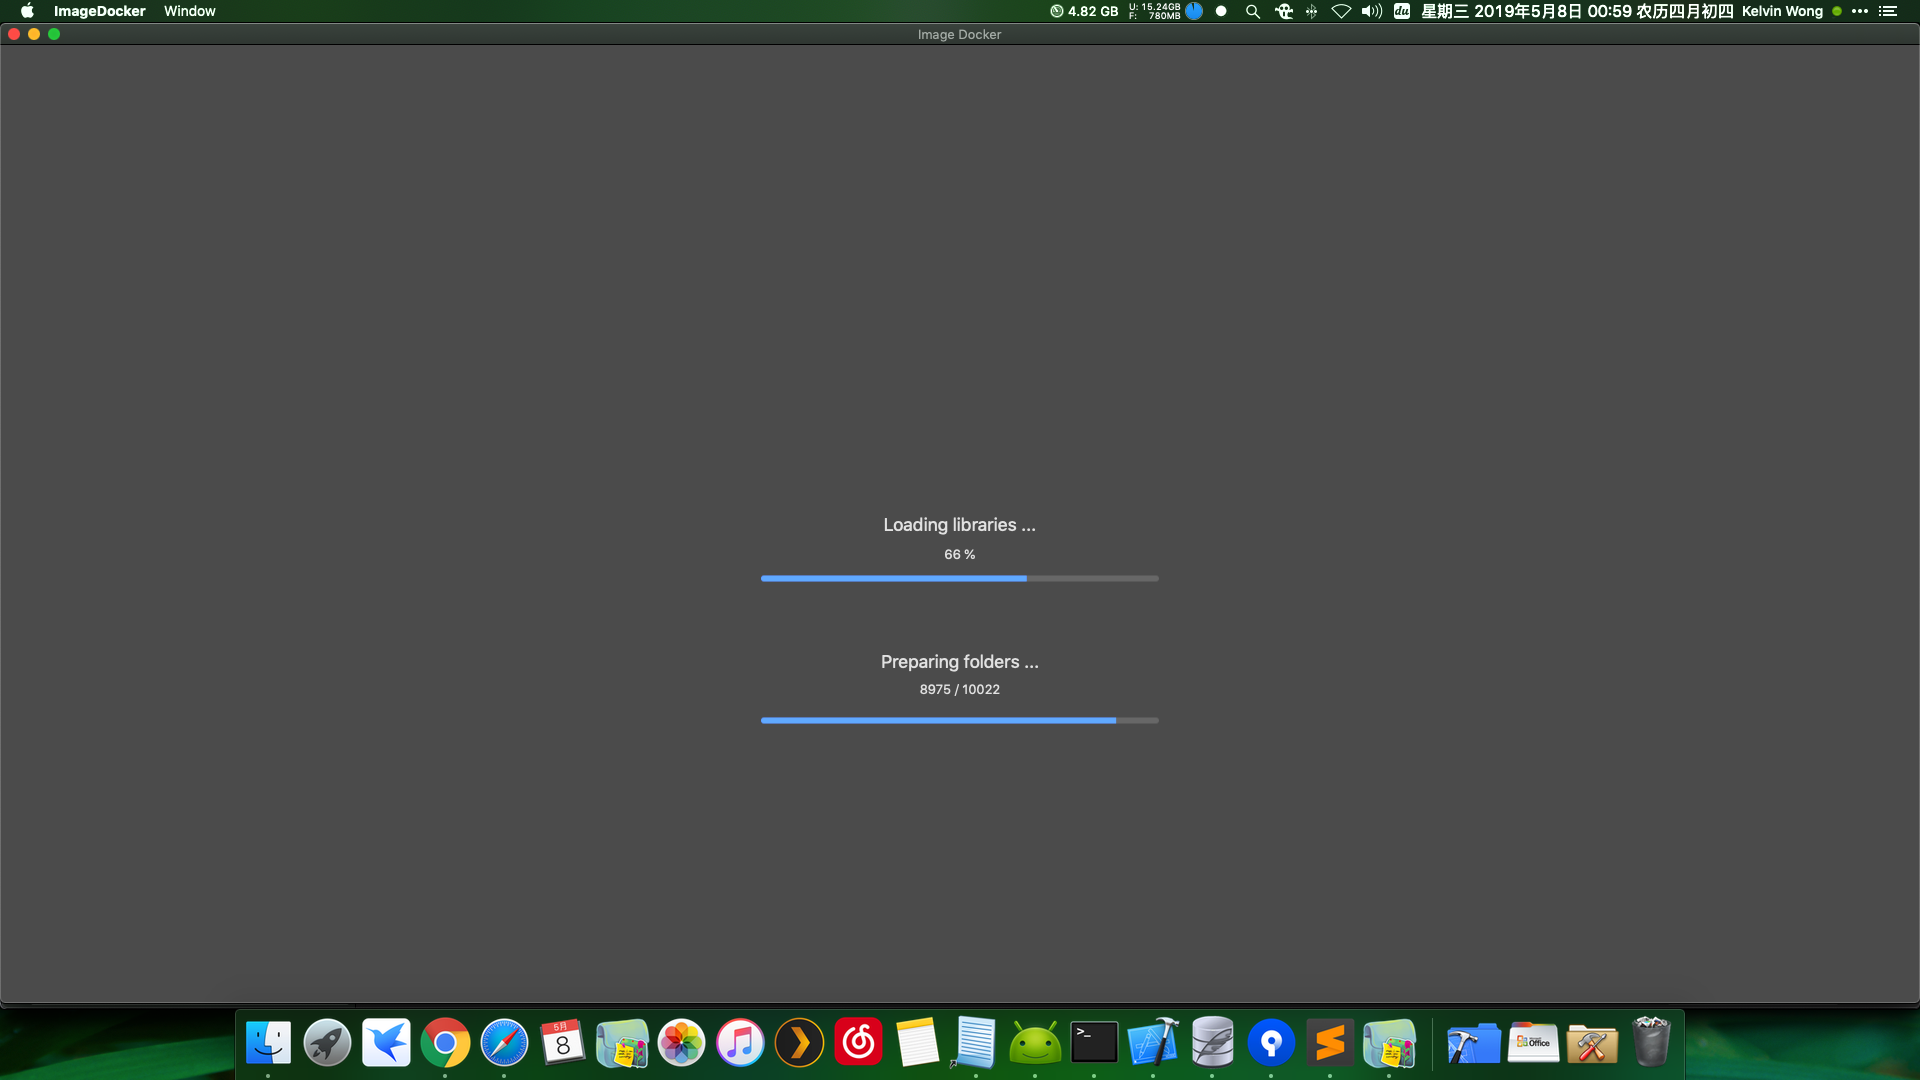 ImageDocker Window 4.82 GB U: 15.24GB F: 780MB du 星期三 2019年5月8日 00:59 农历四月初四 Kelvin Wong
Image Docker
Loading libraries ...
66 %
Preparing folders ...
8975 / 10022
5月
8
>_
Office